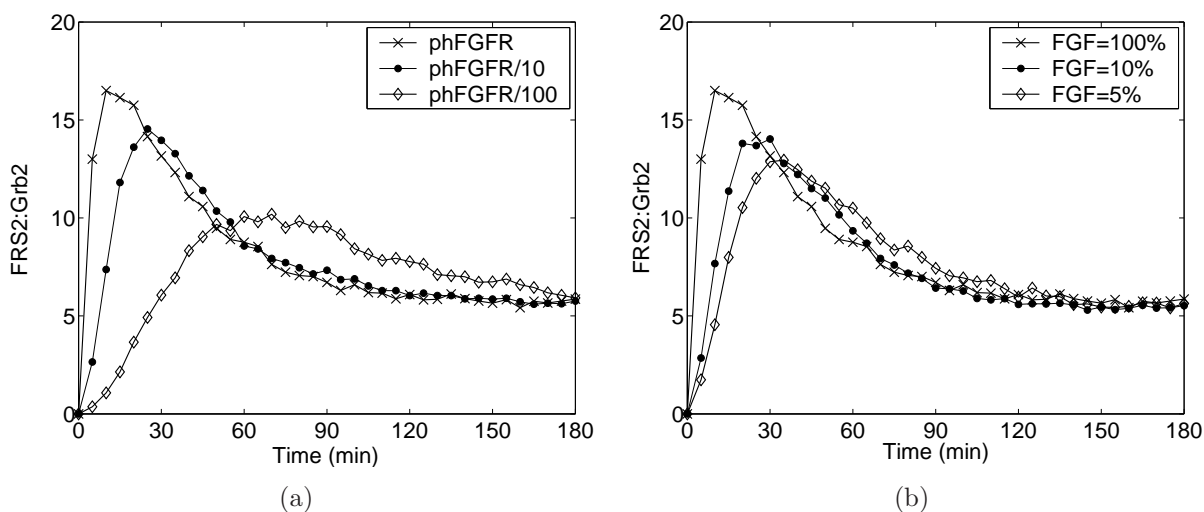 20
15
10
5
0
FRS2:Grb2
0 30 60 90 120 150 180
Time (min)
phFGFR
phFGFR/10
phFGFR/100
(a)
20
15
10
5
0
FRS2:Grb2
0 30 60 90 120 150 180
Time (min)
FGF=100%
FGF=10%
FGF=5%
(b)